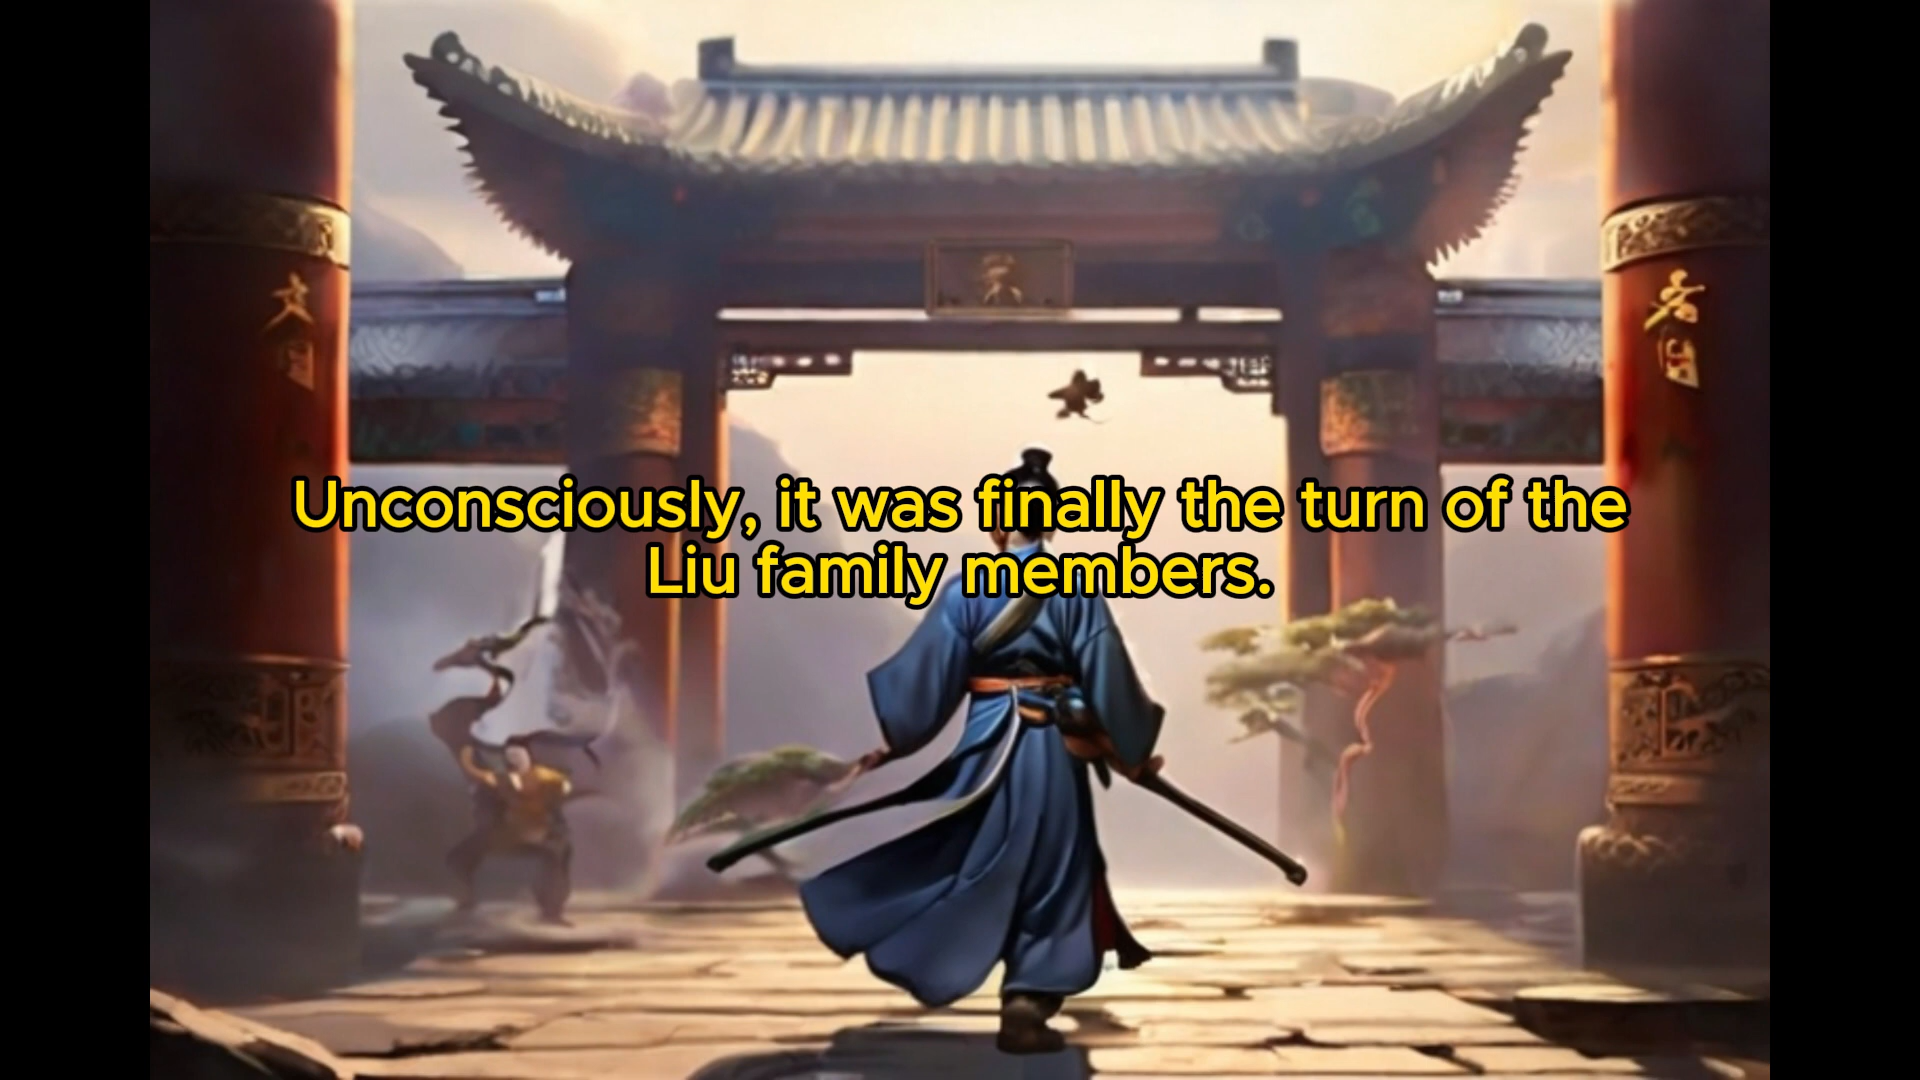 Unconsciously, it was finally the turn of the
Liu family members.